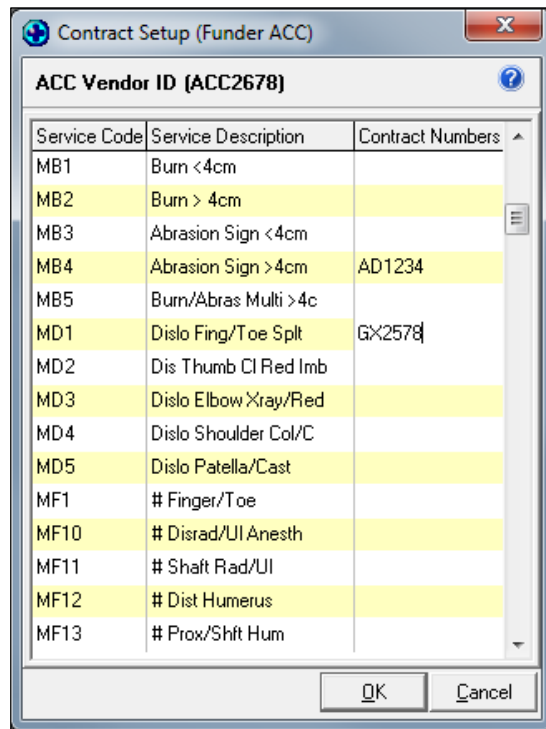 Contract Setup (Funder ACC)
ACC Vendor ID (ACC2678)
Service Code Service Description Contract Numbers
MB1 Burn <4cm
MB2 Burn > 4cm
MB3 Abrasion Sign <4cm
MB4 Abrasion Sign >4cm AD1234
MB5 Burn/Abras Multi >4c
MD1 Dislo Fing/Toe Splt GX2578
MD2 Dis Thumb Cl Red Imb
MD3 Dislo Elbow Xray/Red
MD4 Dislo Shoulder Col/C
MD5 Dislo Patella/Cast
MF1 # Finger/Toe
MF10 # Disrad/Ul Anesth
MF11 # Shaft Rad/Ul
MF12 # Dist Humerus
MF13 # Prox/Shft Hum
OK Cancel